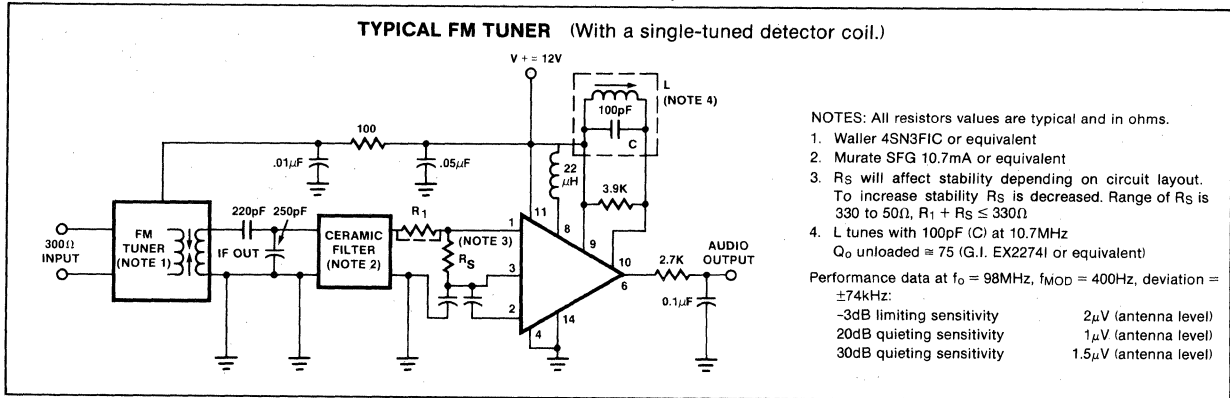 TYPICAL FM TUNER (With a single-tuned detector coil.)
V + = 12V
L
(NOTE 4)
100pF
C
100
.01µF
.05µF
22
µH
3.9K
220pF
250pF
R1
1
11
8
9
(NOTE 3)
10
300Ω
INPUT
FM
TUNER
(NOTE 1)
IF OUT
CERAMIC
FILTER
(NOTE 2)
RS
3
2
4
14
6
2.7K
AUDIO
OUTPUT
0.1µF
NOTES: All resistors values are typical and in ohms.
1. Waller 4SN3FIC or equivalent
2. Murate SFG 10.7mA or equivalent
3. RS will affect stability depending on circuit layout.
To increase stability RS is decreased. Range of RS is
330 to 50Ω, R1 + RS ≤ 330Ω
4. L tunes with 100pF (C) at 10.7MHz
Qo unloaded ≅ 75 (G.I. EX2274I or equivalent)
Performance data at fo = 98MHz, fMOD = 400Hz, deviation =
±74kHz:
-3dB limiting sensitivity 2µV (antenna level)
20dB quieting sensitivity 1µV (antenna level)
30dB quieting sensitivity 1.5µV (antenna level)